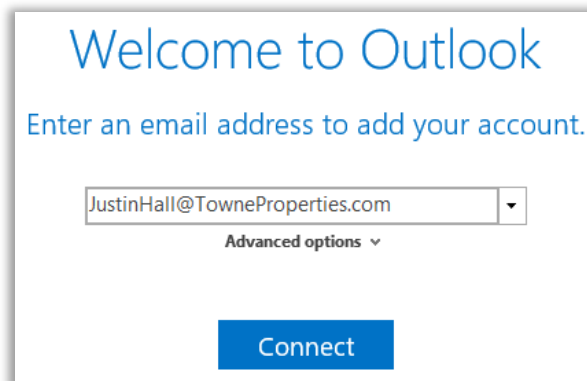 Welcome to Outlook
Enter an email address to add your account.
JustinHall@TowneProperties.com
Advanced options
Connect